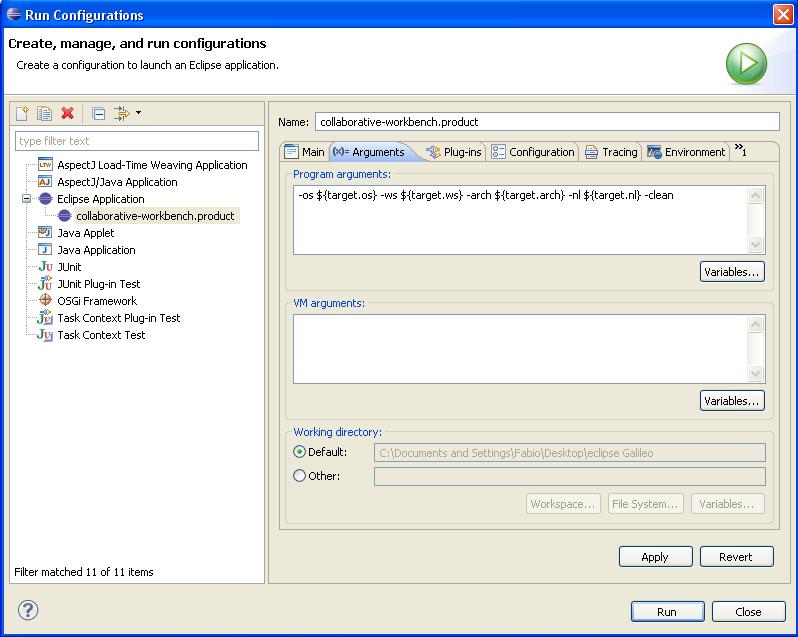 Run Configurations
Create, manage, and run configurations
Create a configuration to launch an Eclipse application.
type filter text
AspectJ Load-Time Weaving Application
AspectJ/Java Application
Eclipse Application
collaborative-workbench.product
Java Applet
Java Application
JUnit
JUnit Plug-in Test
OSGi Framework
Task Context Plug-in Test
Task Context Test
Filter matched 11 of 11 items
Name: collaborative-workbench.product
Main (x)= Arguments Plug-ins Configuration Tracing Environment »1
Program arguments:
-os ${target.os} -ws ${target.ws} -arch ${target.arch} -nl ${target.nl} -clean
Variables...
VM arguments:
Variables...
Working directory:
Default: C:\Documents and Settings\Fabio\Desktop\eclipse Galileo
Other:
Workspace... File System... Variables...
Apply Revert
Run Close